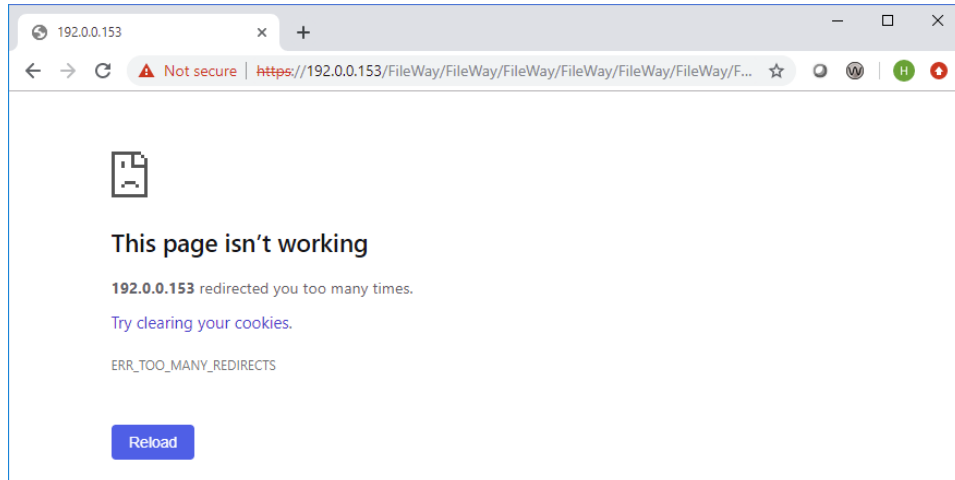 192.0.0.153
Not secure | https://192.0.0.153/FileWay/FileWay/FileWay/FileWay/FileWay/FileWay/F...
H
This page isn’t working
192.0.0.153 redirected you too many times.
Try clearing your cookies.
ERR_TOO_MANY_REDIRECTS
Reload